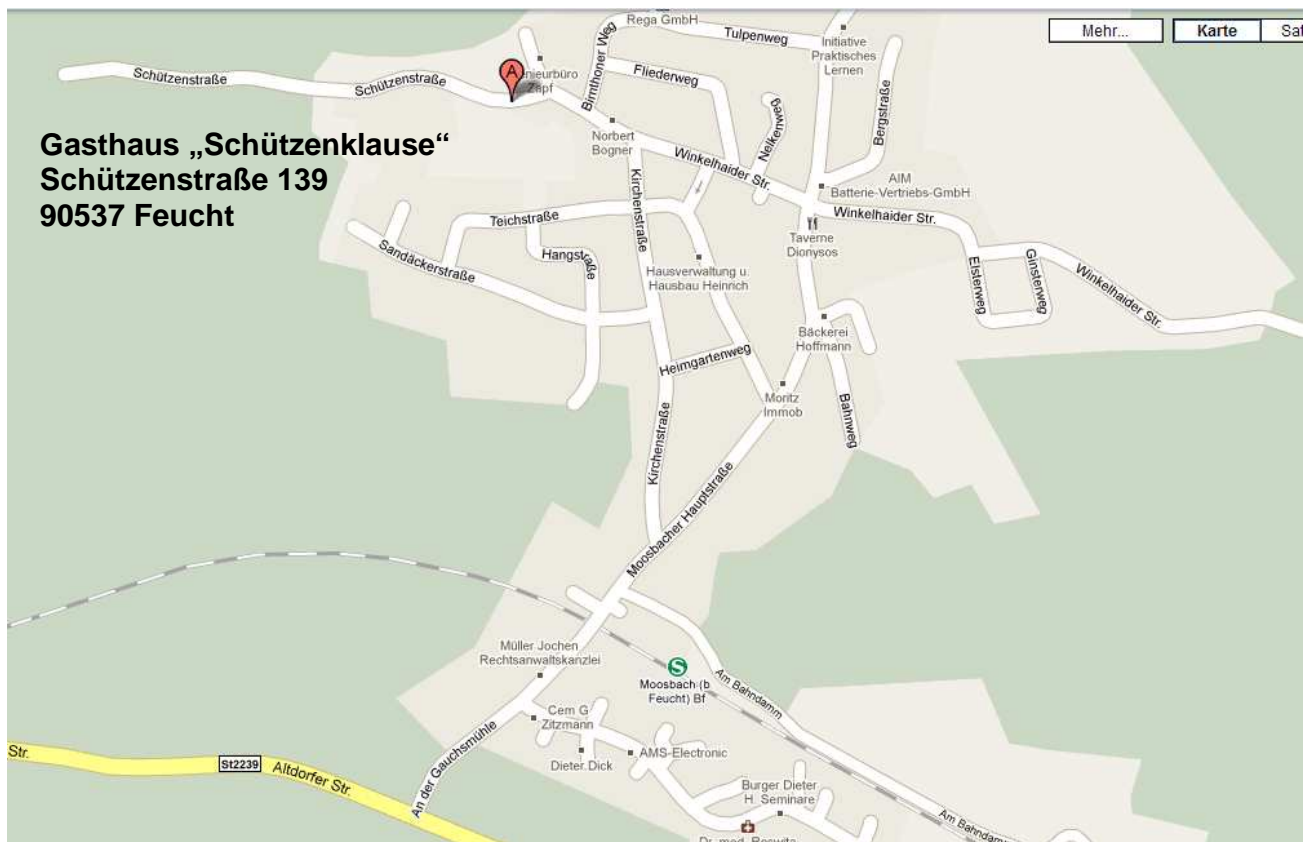 Rega GmbH
Tulpenweg
Initiative
Praktisches
Lernen
Mehr...
Karte
Birnthoner Weg
Fliederweg
Schützenstraße
Schützenstraße
A
Zapf
Nelkenweg
Bergstraße
Gasthaus „Schützenklause“
Schützenstraße 139
90537 Feucht
Norbert
Bogner
Winkelhaider Str.
AIM
Batterie-Vertriebs-GmbH
Kirchenstraße
Teichstraße
Winkelhaider Str.
Taverne
Dionysos
Sandäckerstraße
Hangstraße
Hausverwaltung u.
Hausbau Heinrich
Elsterweg
Ginsterweg
Winkelhaider Str.
Bäckerei
Hoffmann
Heimgartenweg
Moritz
Immob
Bahnweg
Kirchenstraße
Moosbacher Hauptstraße
Müller Jochen
Rechtsanwaltskanzlei
S
Moosbach (b
Feucht) Bf
Am Bahndamm
Cem G
Zitzmann
An der Gauchsmühle
Dieter Dick
AMS-Electronic
Str.
St2239
Altdorfer Str.
Burger Dieter
H. Seminare
Am Bahndamm